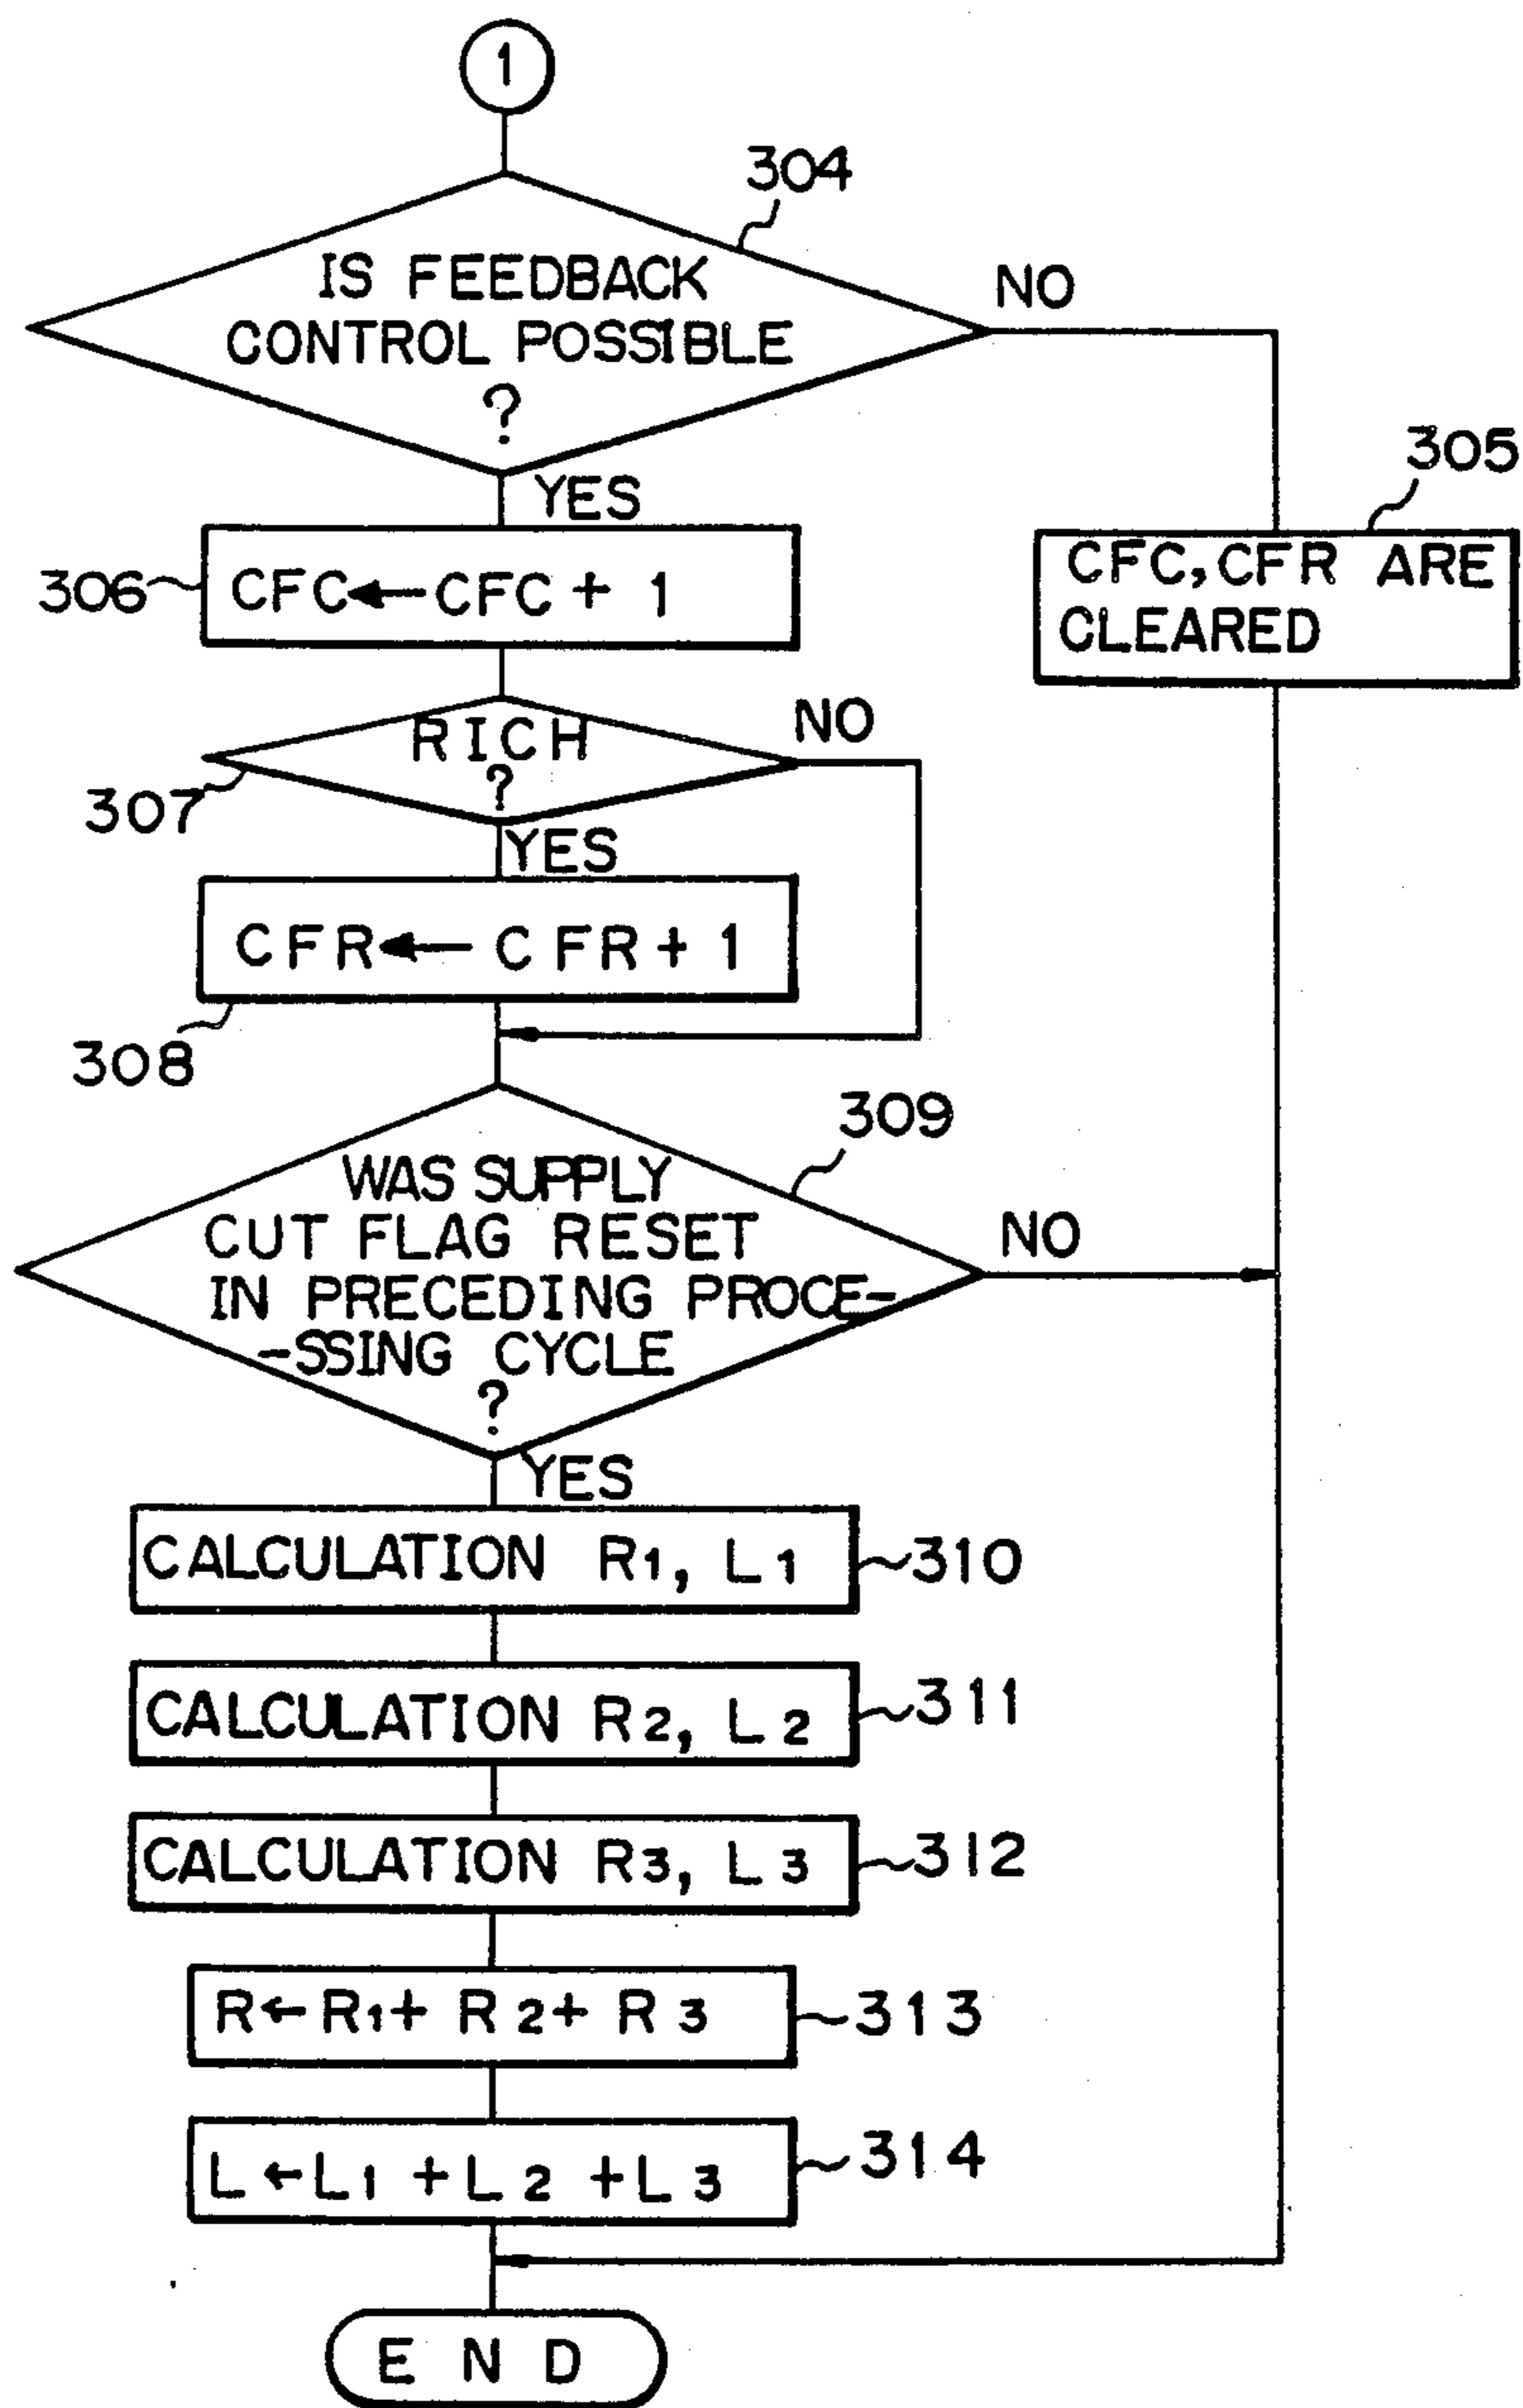 1
304
IS FEEDBACK
CONTROL POSSIBLE
?
NO
YES
305
CFC, CFR ARE
CLEARED
306
CFC ← CFC + 1
RICH
?
NO
307
YES
CFR ← CFR + 1
308
309
WAS SUPPLY
CUT FLAG RESET
IN PRECEDING PROCE-
-SSING CYCLE
?
NO
YES
CALCULATION R1, L1
310
CALCULATION R2, L2
311
CALCULATION R3, L3
312
R ← R1 + R2 + R3
313
L ← L1 + L2 + L3
314
END